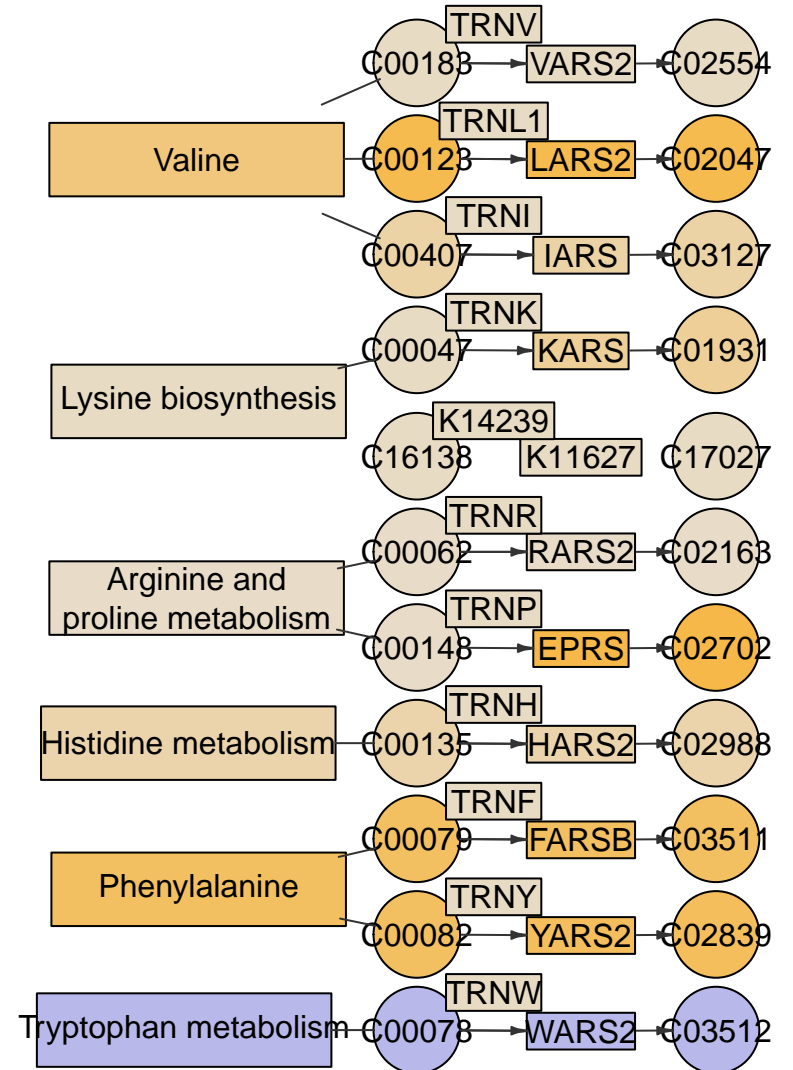 TRNV
C00183 VARS2 C02554
TRNL1
Valine C00123 LARS2 C02047
TRNI
C00407 IARS C03127
TRNK
C00047 KARS C01931
Lysine biosynthesis
K14239
C16138 K11627 C17027
TRNR
C00062 RARS2 C02163
Arginine and
proline metabolism
TRNP
C00148 EPRS C02702
TRNH
Histidine metabolism C00135 HARS2 C02988
TRNF
C00079 FARSB C03511
Phenylalanine
TRNY
C00082 YARS2 C02839
TRNW
Tryptophan metabolism C00078 WARS2 C03512